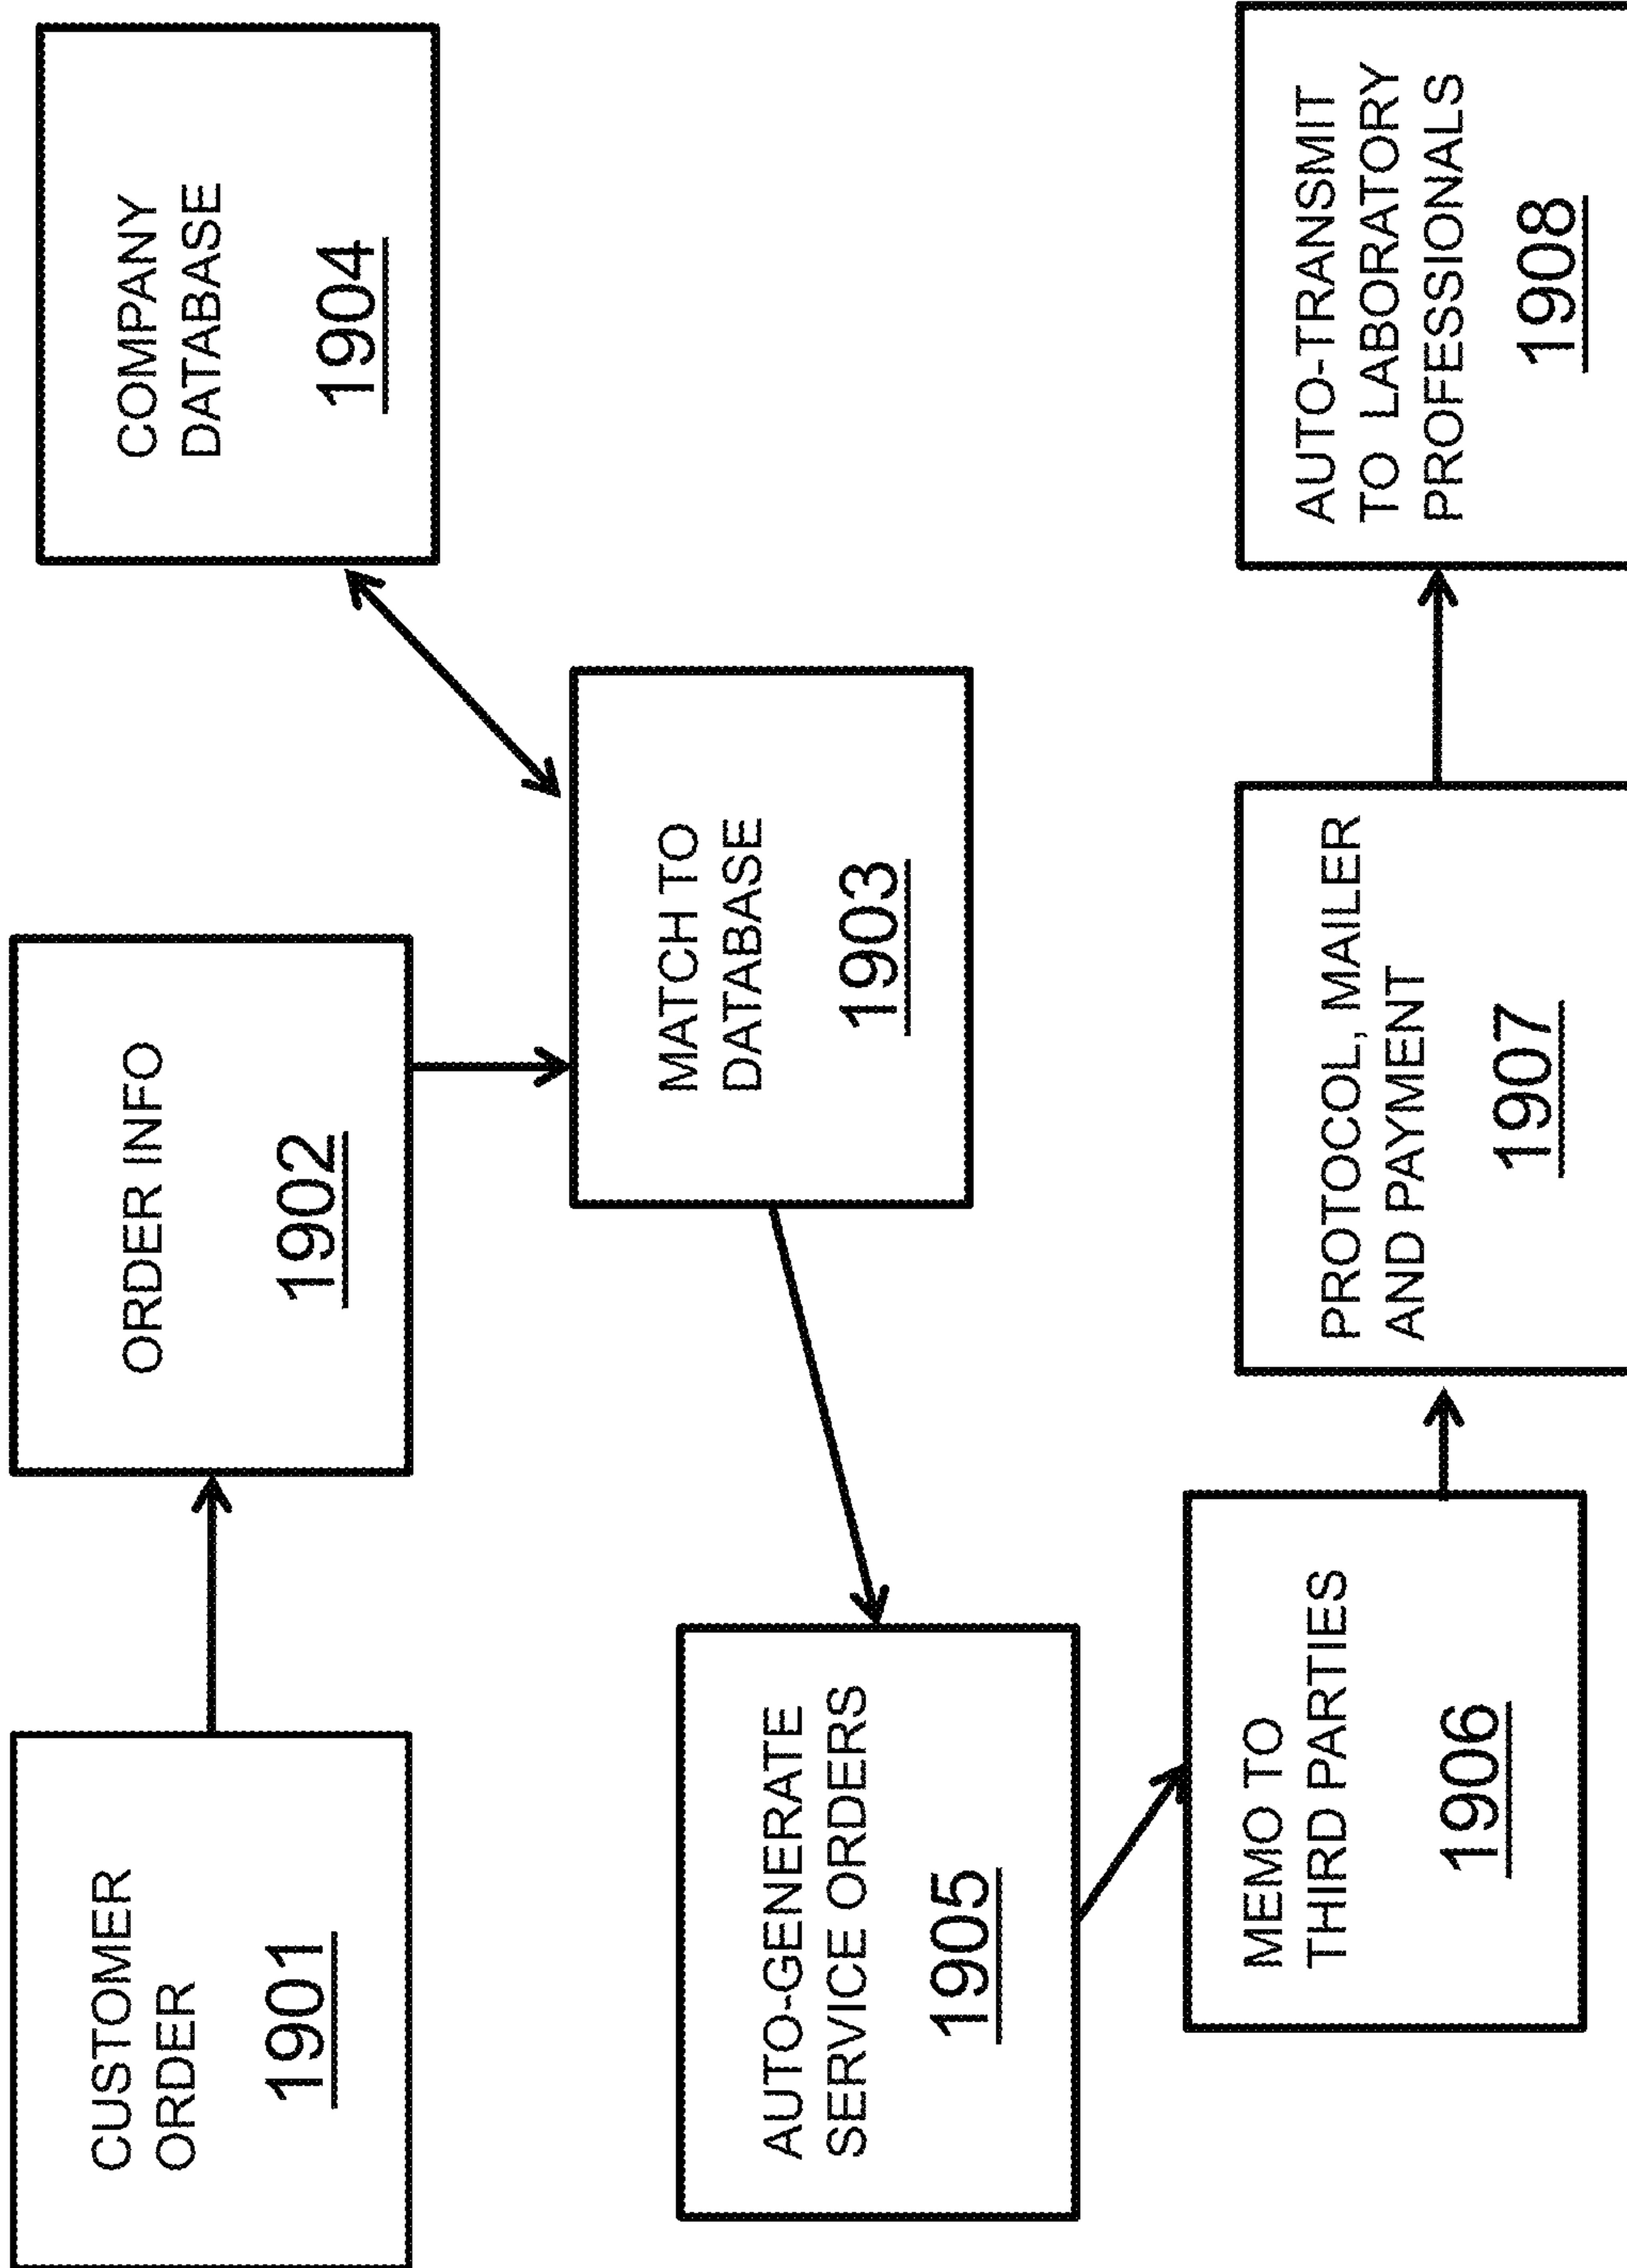 CUSTOMER
ORDER
1901
ORDER INFO
1902
COMPANY
DATABASE
1904
MATCH TO
DATABASE
1903
AUTO-GENERATE
SERVICE ORDERS
1905
MEMO TO
THIRD PARTIES
1906
PROTOCOL, MAILER
AND PAYMENT
1907
AUTO-TRANSMIT
TO LABORATORY
PROFESSIONALS
1908